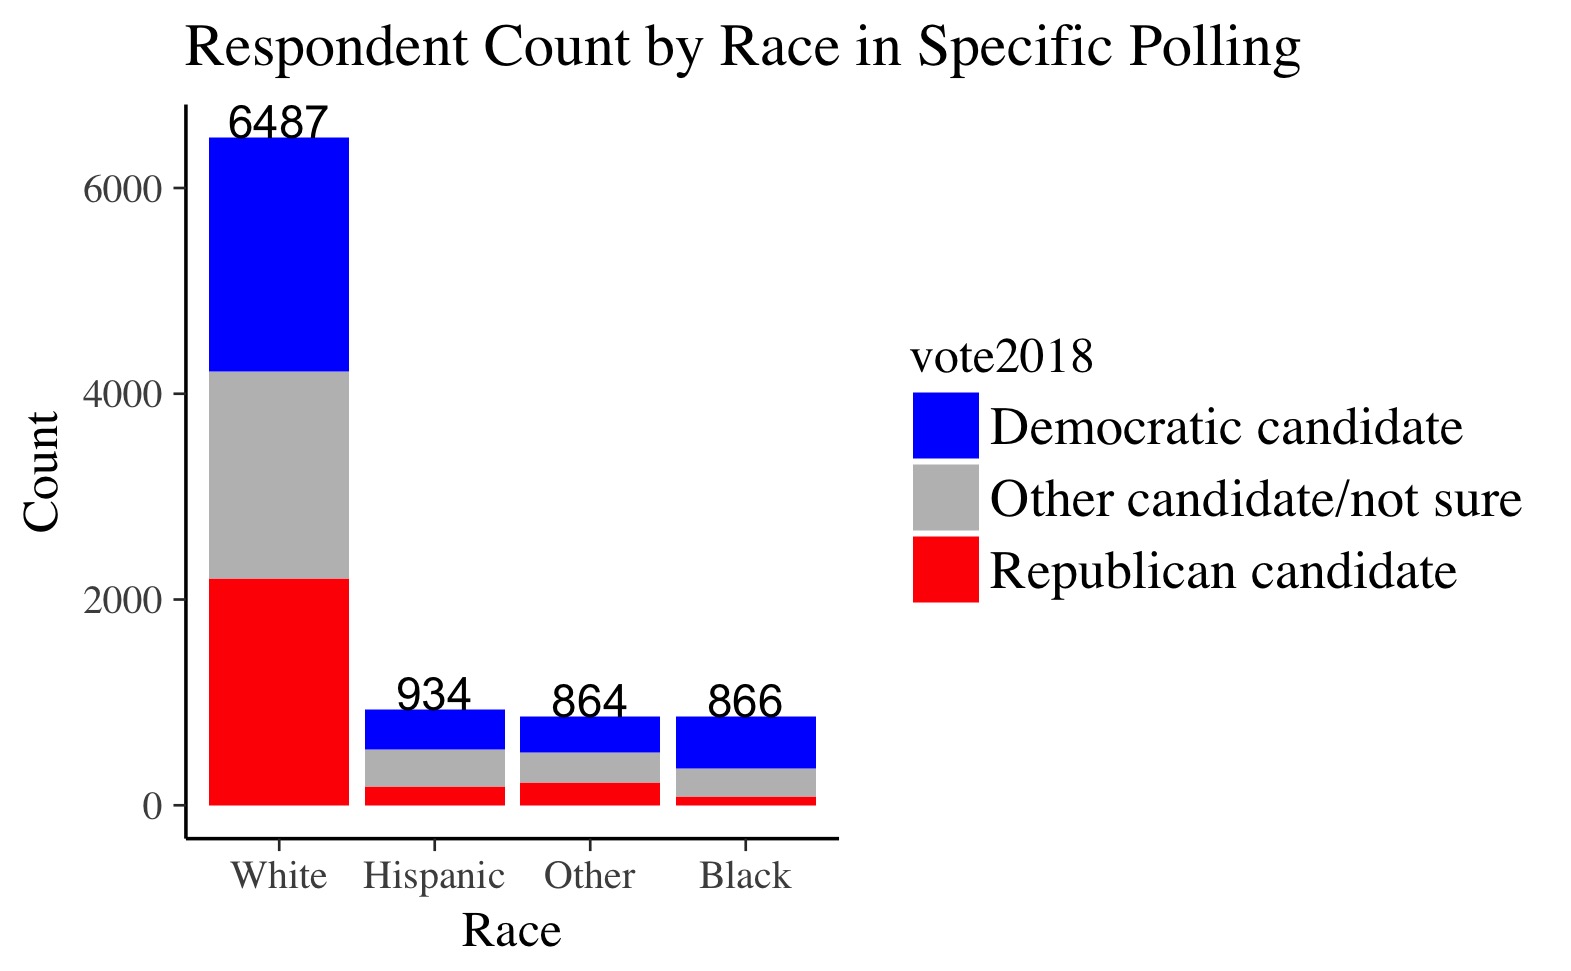 Respondent Count by Race in Specific Polling
Count
6000
4000
2000
0
6487
934
864
866
White
Hispanic
Other
Black
Race
vote2018
Democratic candidate
Other candidate/not sure
Republican candidate